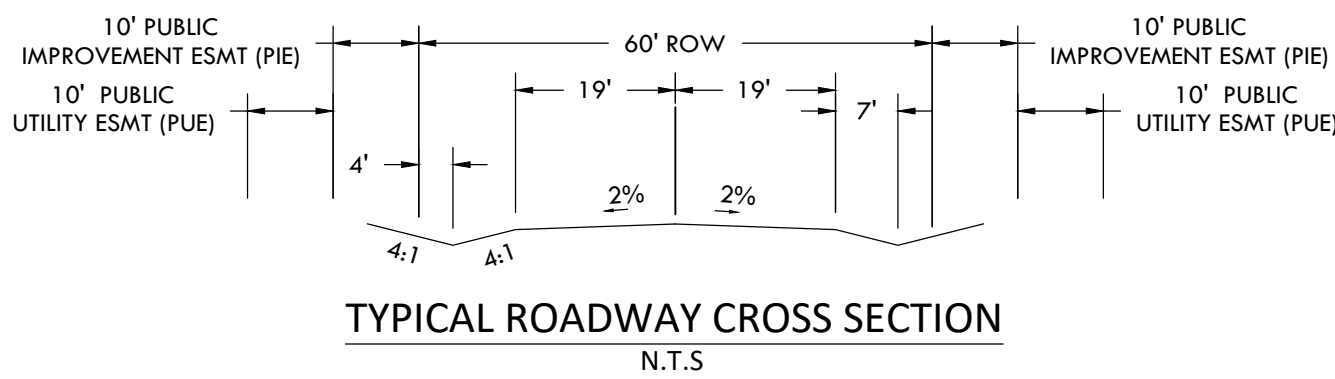 10' PUBLIC
IMPROVEMENT ESMT (PIE)
60' ROW
10' PUBLIC
IMPROVEMENT ESMT (PIE)
10' PUBLIC
UTILITY ESMT (PUE)
19'
19'
7'
10' PUBLIC
UTILITY ESMT (PUE)
4'
2%
2%
4:1
4:1
TYPICAL ROADWAY CROSS SECTION
N.T.S